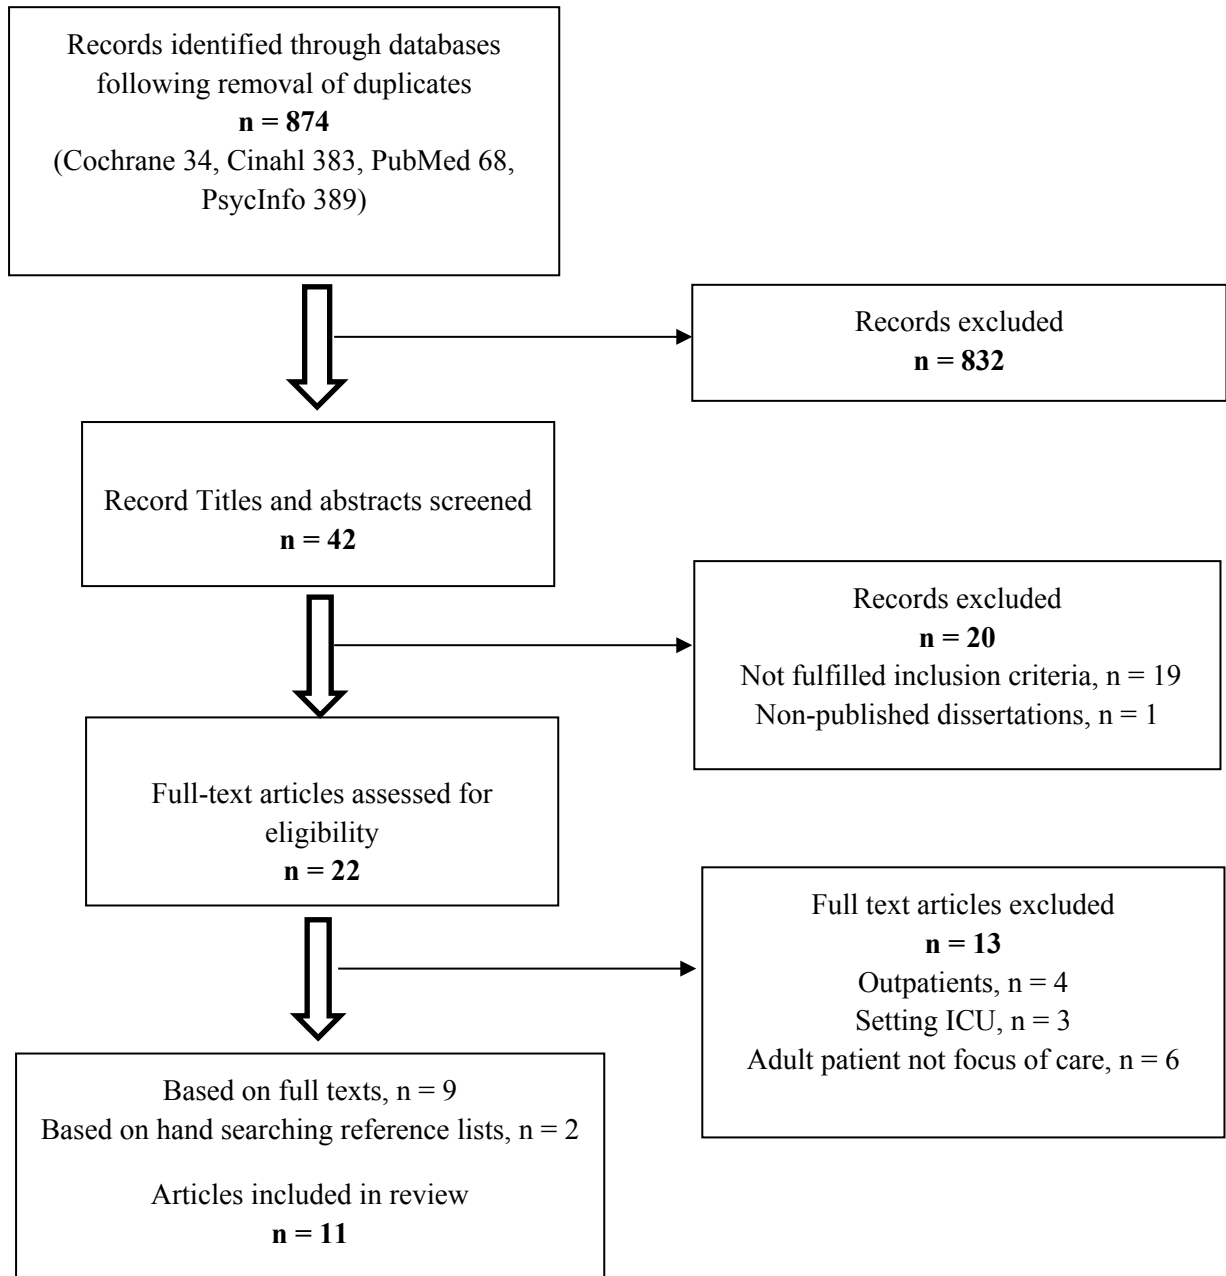 Records identified through databases
following removal of duplicates
n = 874
(Cochrane 34, Cinahl 383, PubMed 68,
PsycInfo 389)
Records excluded
n = 832
Record Titles and abstracts screened
n = 42
Records excluded
n = 20
Not fulfilled inclusion criteria, n = 19
Non-published dissertations, n = 1
Full-text articles assessed for
eligibility
n = 22
Full text articles excluded
n = 13
Outpatients, n = 4
Setting ICU, n = 3
Adult patient not focus of care, n = 6
Based on full texts, n = 9
Based on hand searching reference lists, n = 2
Articles included in review
n = 11